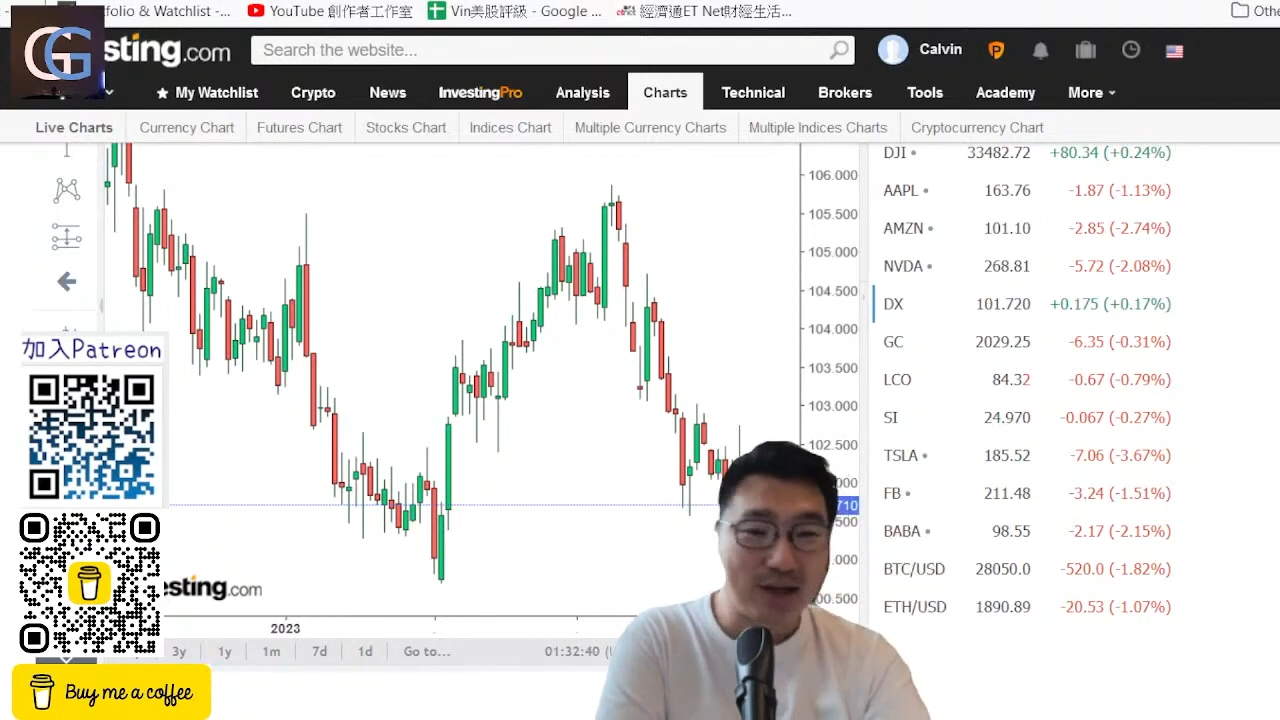 folio & Watchlist -...
YouTube 創作者工作室
Vin美股評級 - Google ...
經濟通ET Net財經生活...
Othe
GG
sting.com
Search the website...
Calvin
My Watchlist
Crypto
News
InvestingPro
Analysis
Charts
Technical
Brokers
Tools
Academy
More
Live Charts
Currency Chart
Futures Chart
Stocks Chart
Indices Chart
Multiple Currency Charts
Multiple Indices Charts
Cryptocurrency Chart
106.000
105.500
105.000
104.500
104.000
103.500
103.000
102.500
000
710
500
.000
00.500
DJI 33482.72 +80.34 (+0.24%)
AAPL 163.76 -1.87 (-1.13%)
AMZN 101.10 -2.85 (-2.74%)
NVDA 268.81 -5.72 (-2.08%)
DX 101.720 +0.175 (+0.17%)
GC 2029.25 -6.35 (-0.31%)
LCO 84.32 -0.67 (-0.79%)
SI 24.970 -0.067 (-0.27%)
TSLA 185.52 -7.06 (-3.67%)
FB 211.48 -3.24 (-1.51%)
BABA 98.55 -2.17 (-2.15%)
BTC/USD 28050.0 -520.0 (-1.82%)
ETH/USD 1890.89 -20.53 (-1.07%)
加入Patreon
esting.com
2023
3y 1y 1m 7d 1d Go to... 01:32:40 (U
Buy me a coffee